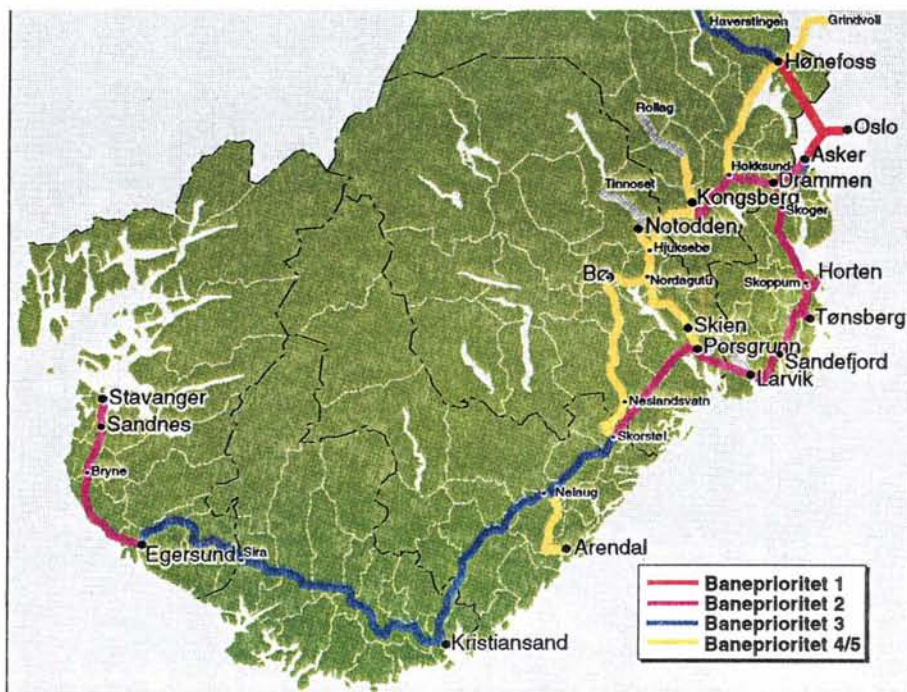 Haverstingen
Grindvoll
Hønefoss
Rollag
Oslo
Asker
Hokksund
Drammen
Tinnoset
Kongsberg
Skoger
Notodden
Hjuksebø
Bø
Nordagutu
Skoppum
Horten
Tønsberg
Skien
Porsgrunn
Sandefjord
Larvik
Stavanger
Neslandsvatn
Sandnes
Skorstøl
Bryne
Nelaug
Egersund
Sira
Arendal
Kristiansand
Baneprioritet 1
Baneprioritet 2
Baneprioritet 3
Baneprioritet 4/5